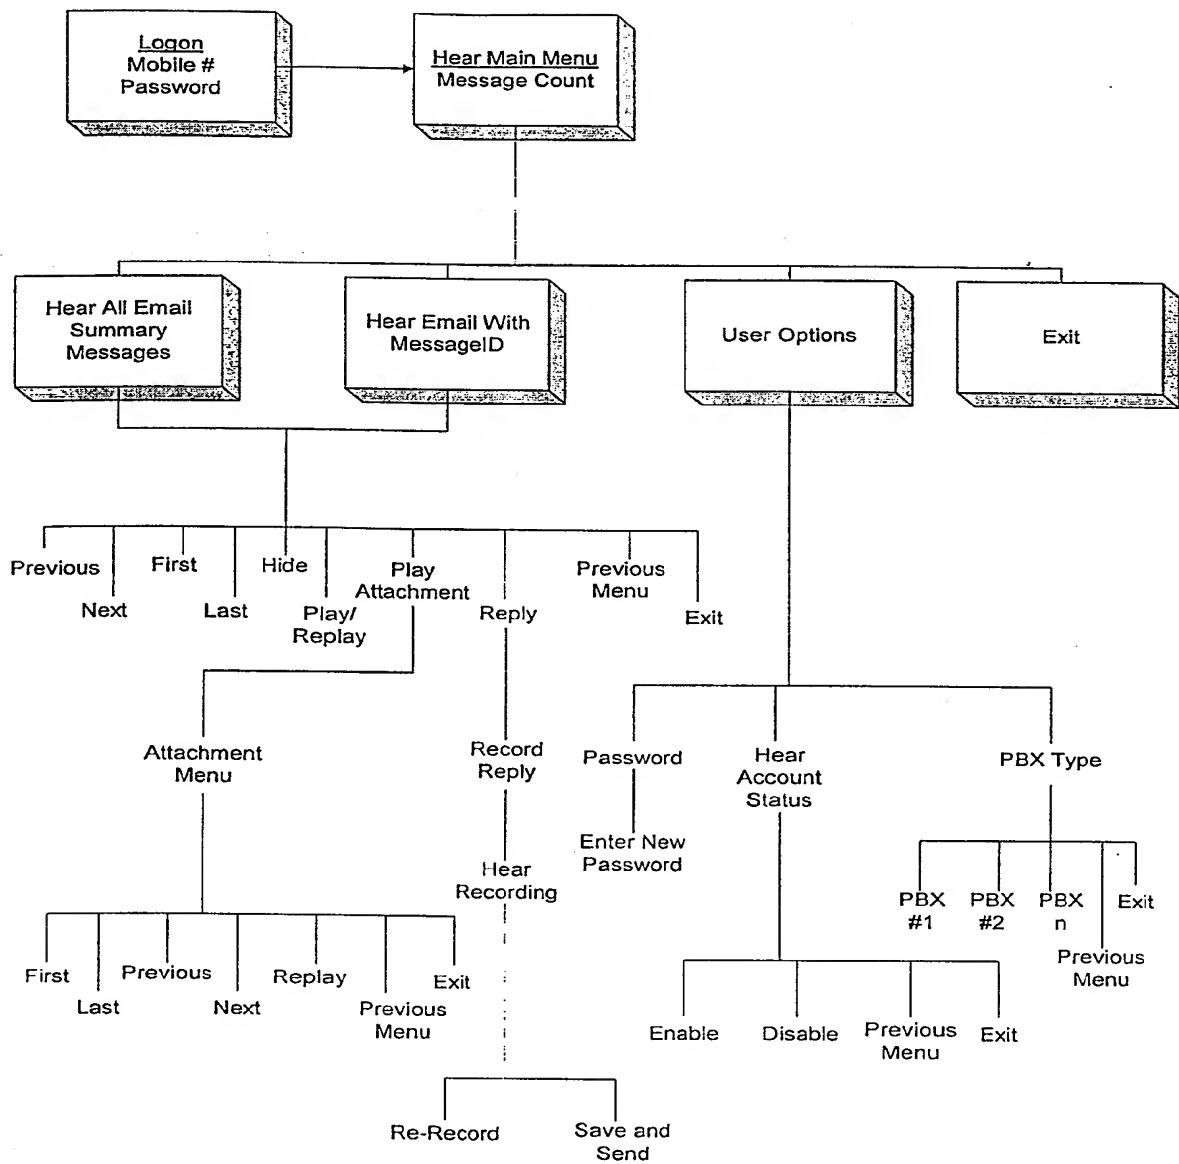 Logon
Mobile #
Password
Hear Main Menu
Message Count
Hear All Email
Summary
Messages
Hear Email With
MessageID
User Options
Exit
Previous
Next
First
Last
Hide
Play/
Replay
Play
Attachment
Reply
Previous
Menu
Exit
Attachment
Menu
Record
Reply
Hear
Recording
Password
Enter New
Password
Hear
Account
Status
PBX Type
PBX
#1
PBX
#2
PBX
n
Previous
Menu
Exit
First
Last
Previous
Next
Replay
Previous
Menu
Exit
Enable
Disable
Previous
Menu
Exit
Re-Record
Save and
Send